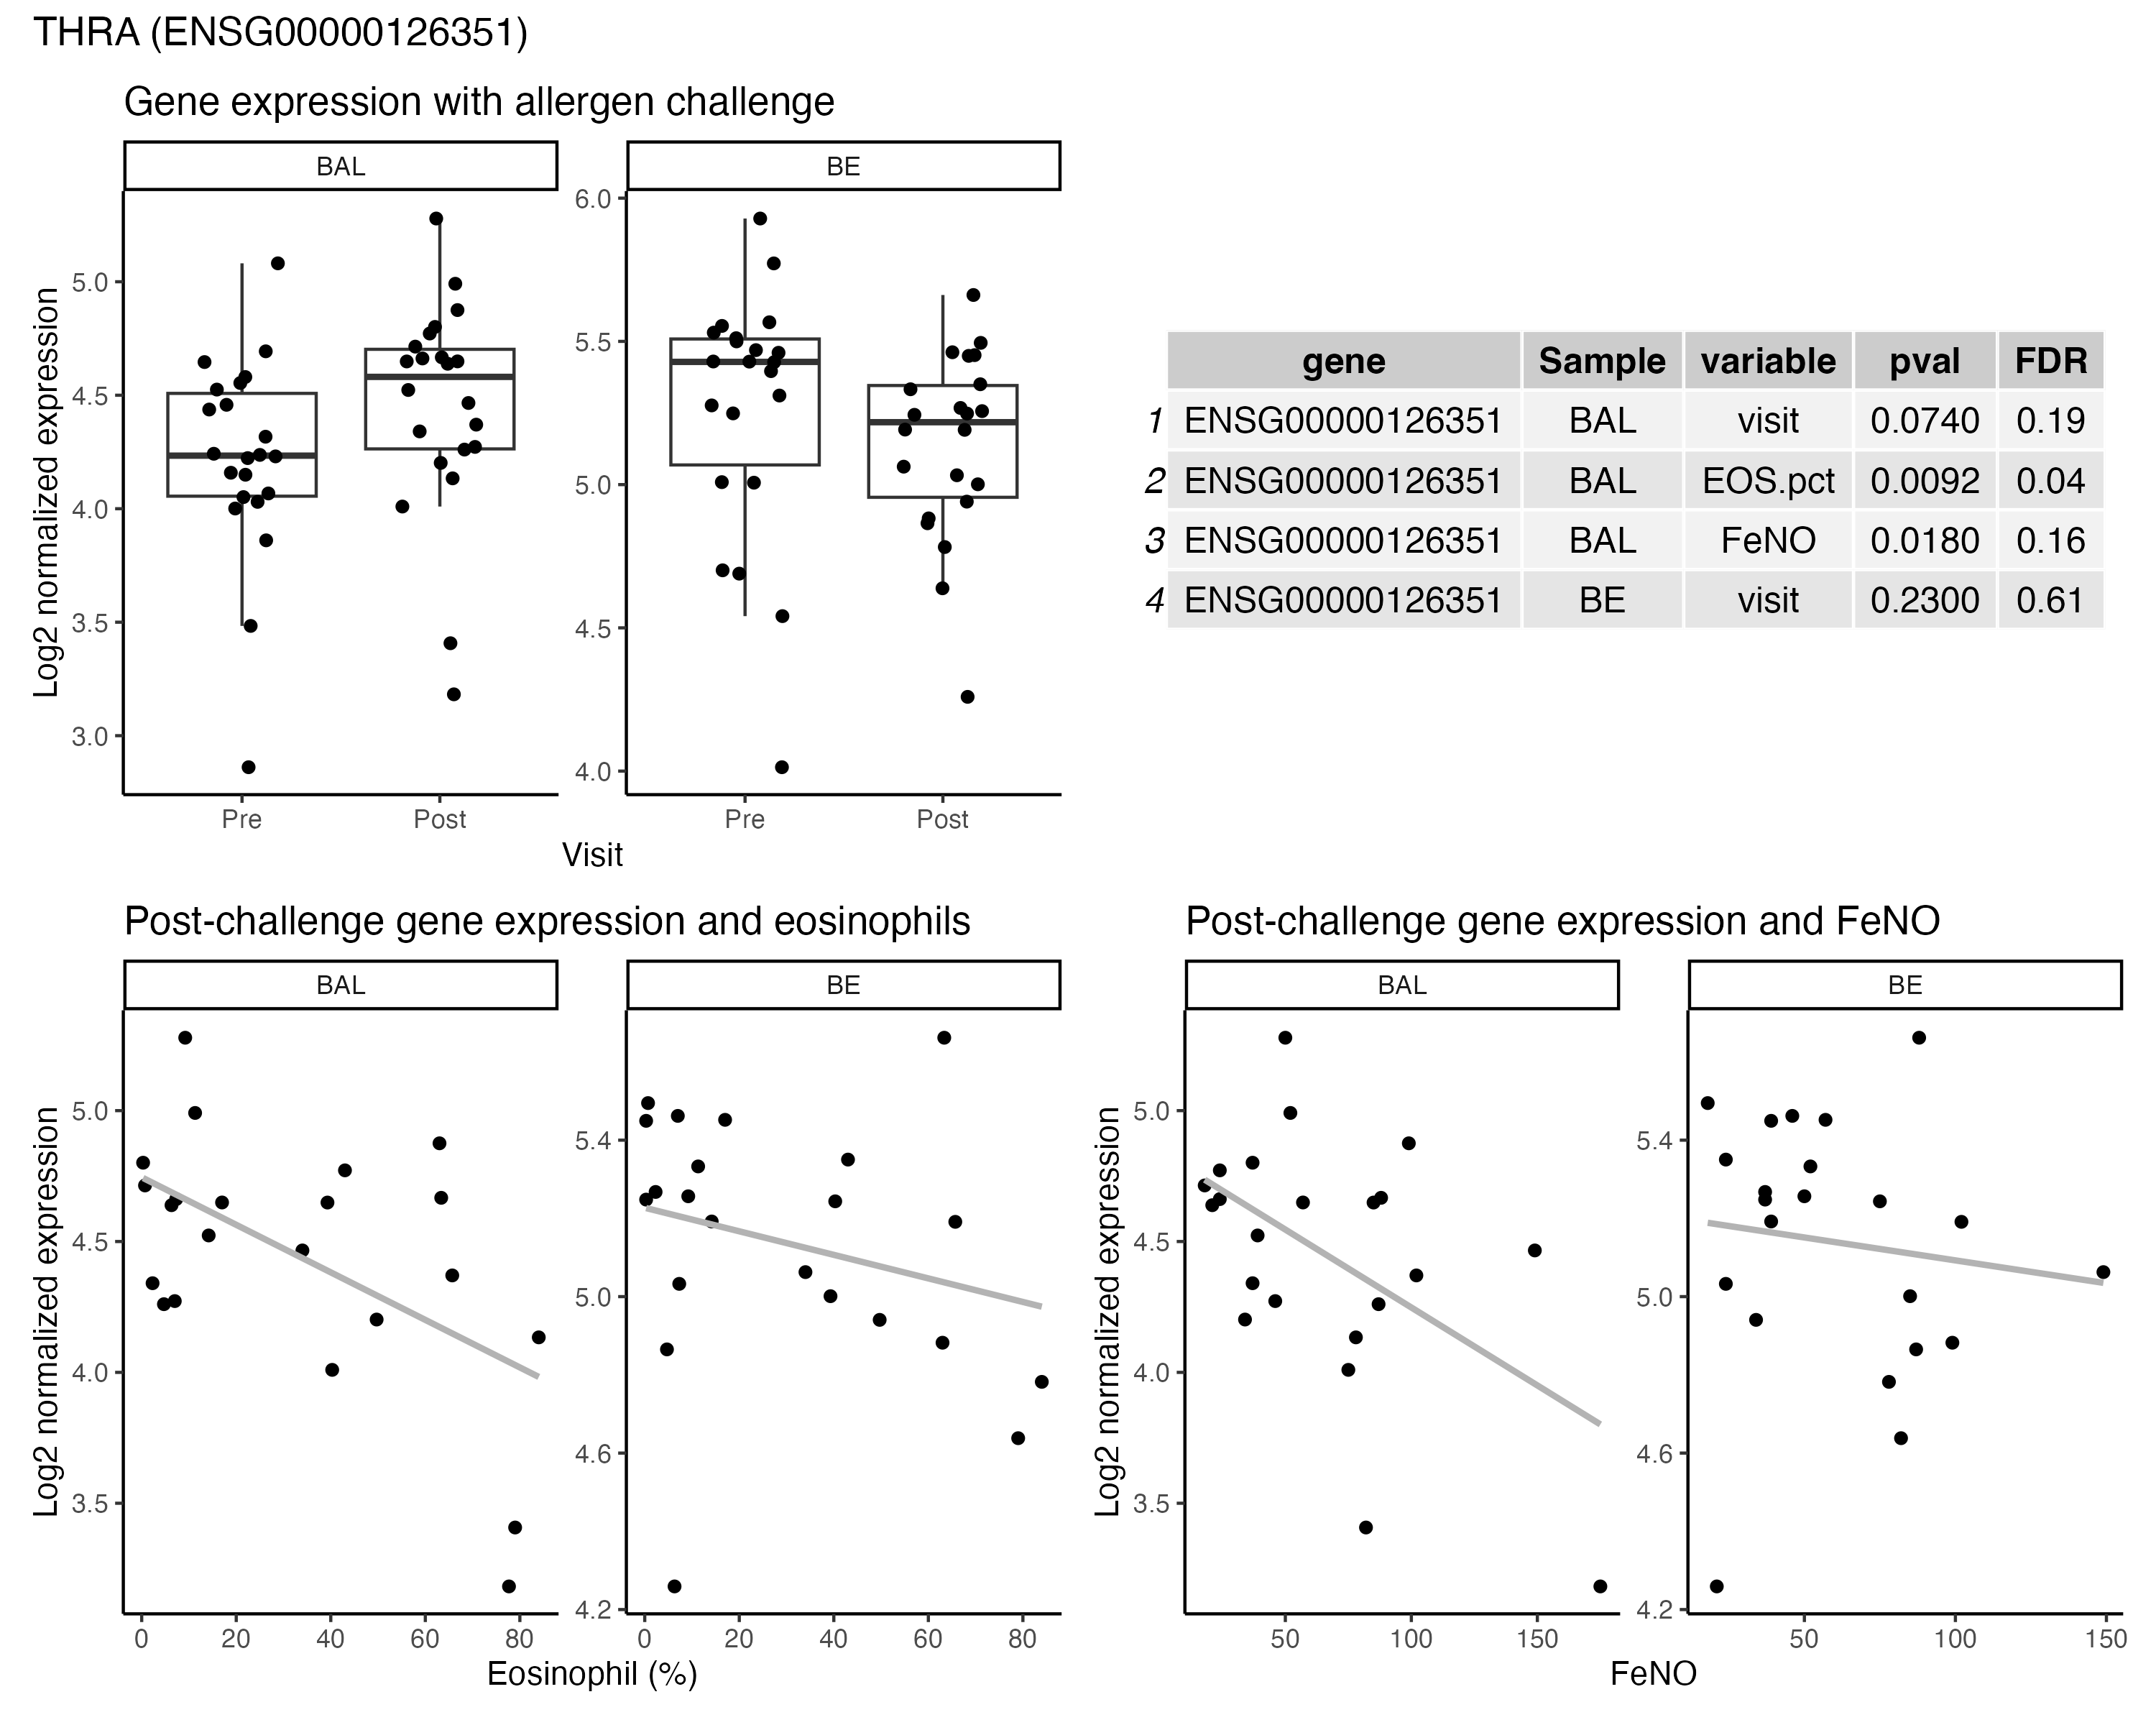 THRA (ENSG00000126351)
Gene expression with allergen challenge
BAL
BE
Log2 normalized expression
5.0
4.5
4.0
3.5
3.0
6.0
5.5
5.0
4.5
4.0
Pre
Post
Pre
Post
Visit
gene Sample variable pval FDR
1 ENSG00000126351 BAL visit 0.0740 0.19
2 ENSG00000126351 BAL EOS.pct 0.0092 0.04
3 ENSG00000126351 BAL FeNO 0.0180 0.16
4 ENSG00000126351 BE visit 0.2300 0.61
Post-challenge gene expression and eosinophils
BAL
BE
Log2 normalized expression
5.0
4.5
4.0
3.5
5.4
5.0
4.6
4.2
0 20 40 60 80
0 20 40 60 80
Eosinophil (%)
Post-challenge gene expression and FeNO
BAL
BE
Log2 normalized expression
5.0
4.5
4.0
3.5
5.4
5.0
4.6
4.2
50 100 150
50 100 150
FeNO